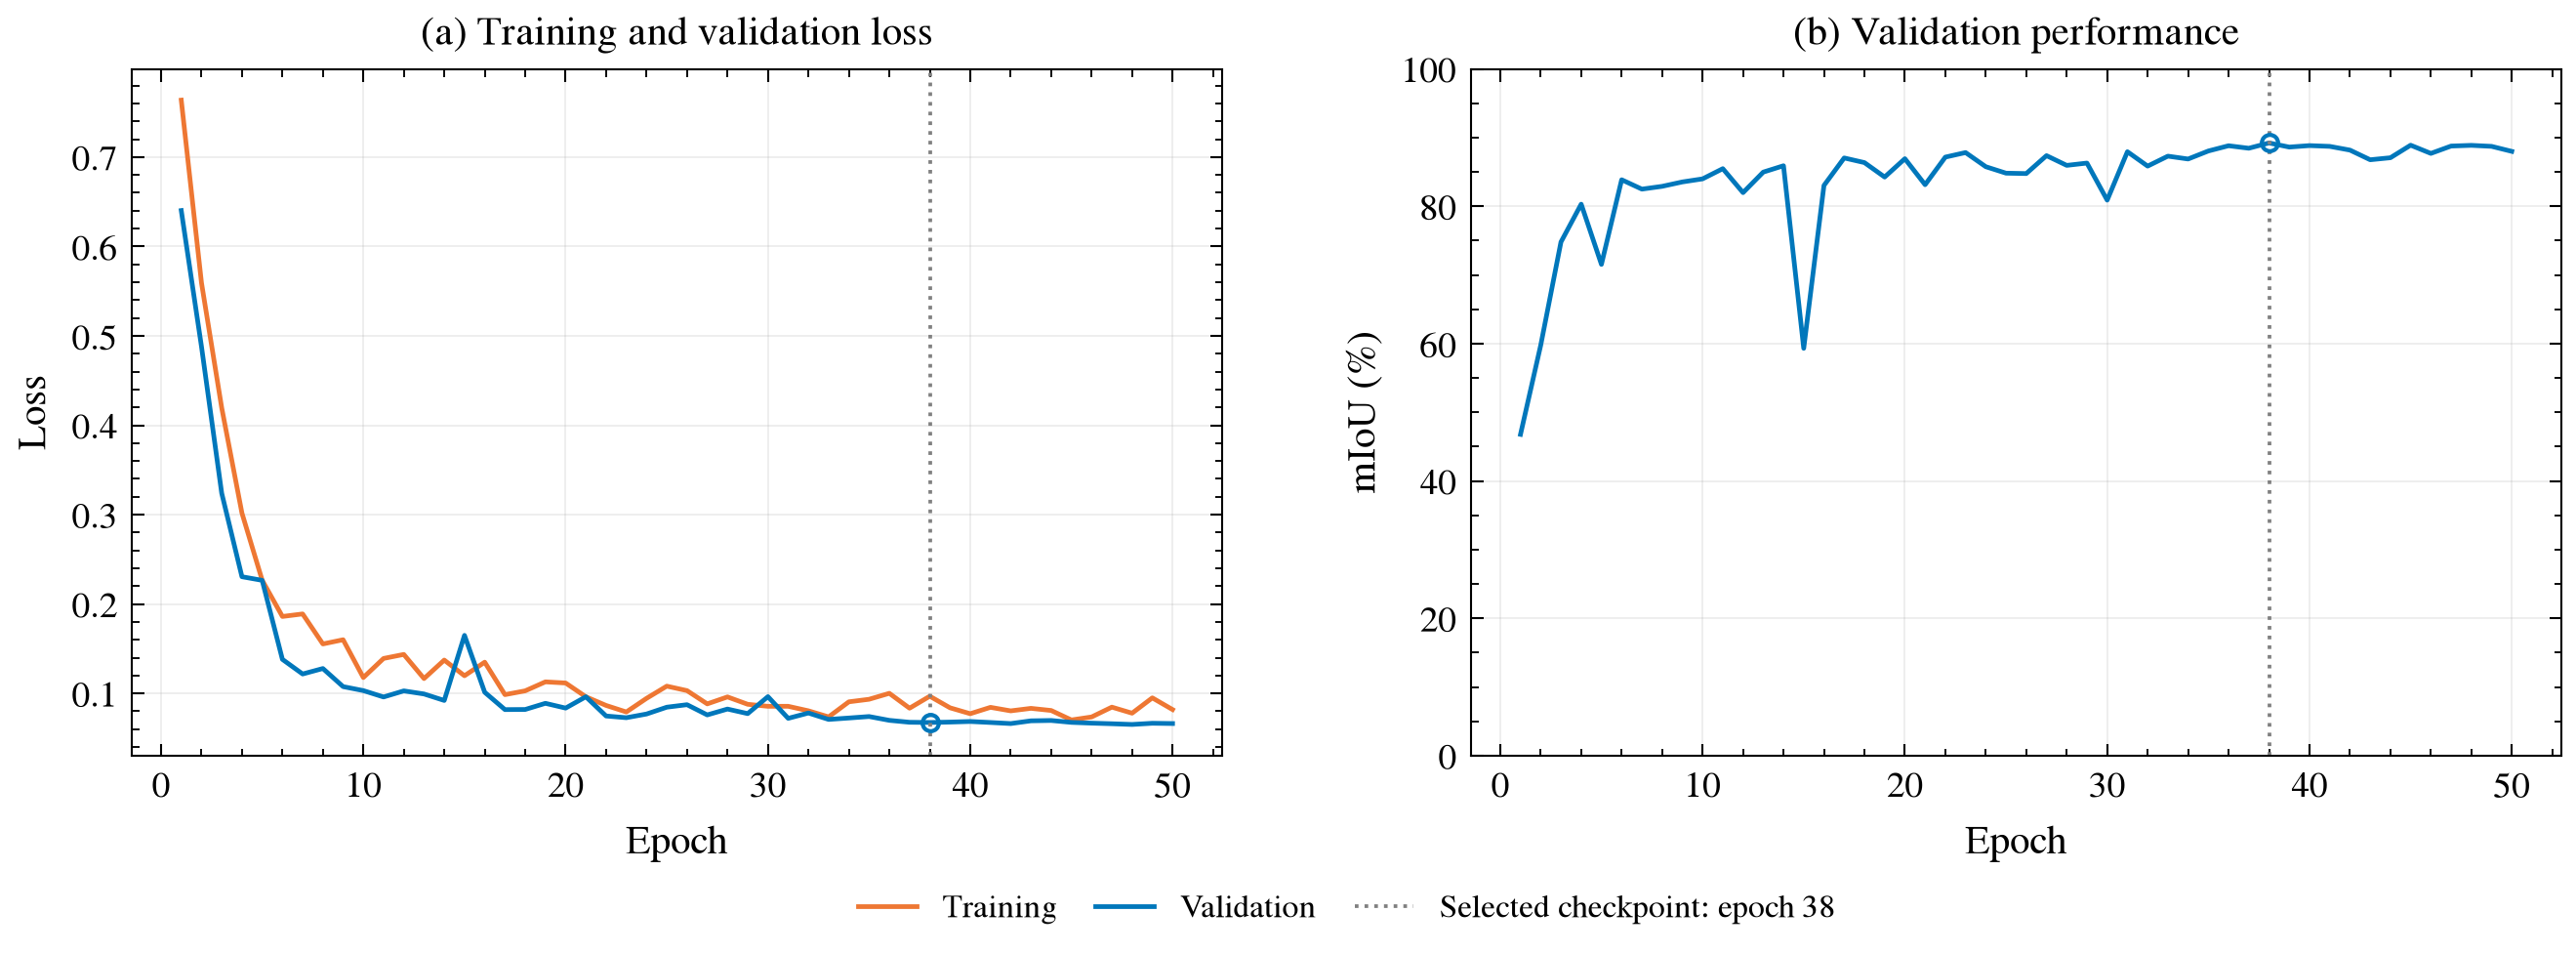 (a) Training and validation loss
0.7
0.6
0.5
0.4
0.3
0.2
0.1
Loss
0 10 20 30 40 50
Epoch
(b) Validation performance
100
80
60
40
20
0
mIoU (%)
0 10 20 30 40 50
Epoch
Training Validation Selected checkpoint: epoch 38